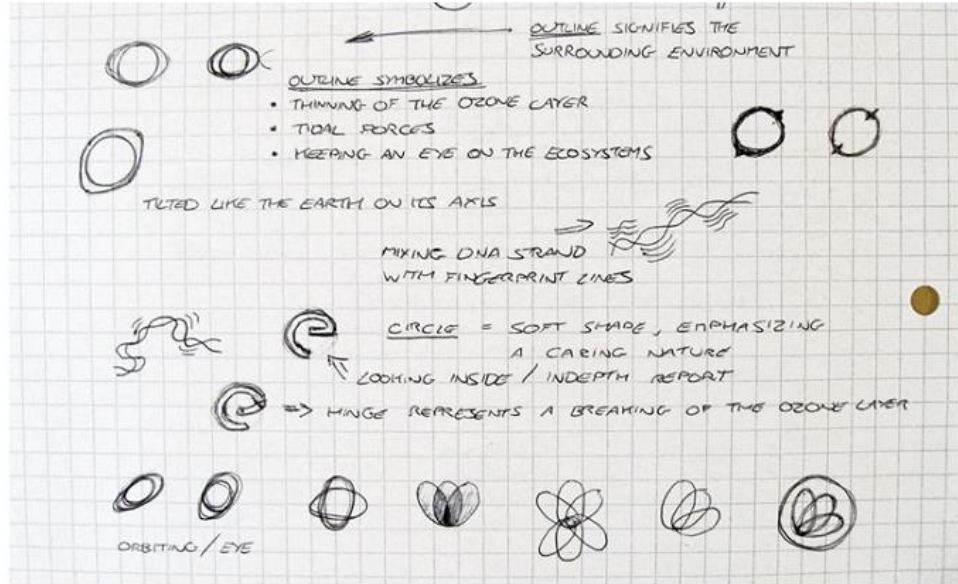 OUTLINE SIGNIFIES THE
SURROUNDING ENVIRONMENT
OUTLINE SYMBOLIZES
• THINNING OF THE OZONE LAYER
• TIDAL FORCES
• KEEPING AN EYE ON THE ECOSYSTEMS
TILTED LIKE THE EARTH ON ITS AXIS
MIXING DNA STRAND
WITH FINGERPRINT LINES
CIRCLE = SOFT SHAPE, EMPHASIZING
A CARING NATURE
LOOKING INSIDE / INDEPTH REPORT
=> HINGE REPRESENTS A BREAKING OF THE OZONE LAYER
ORBITING / EYE